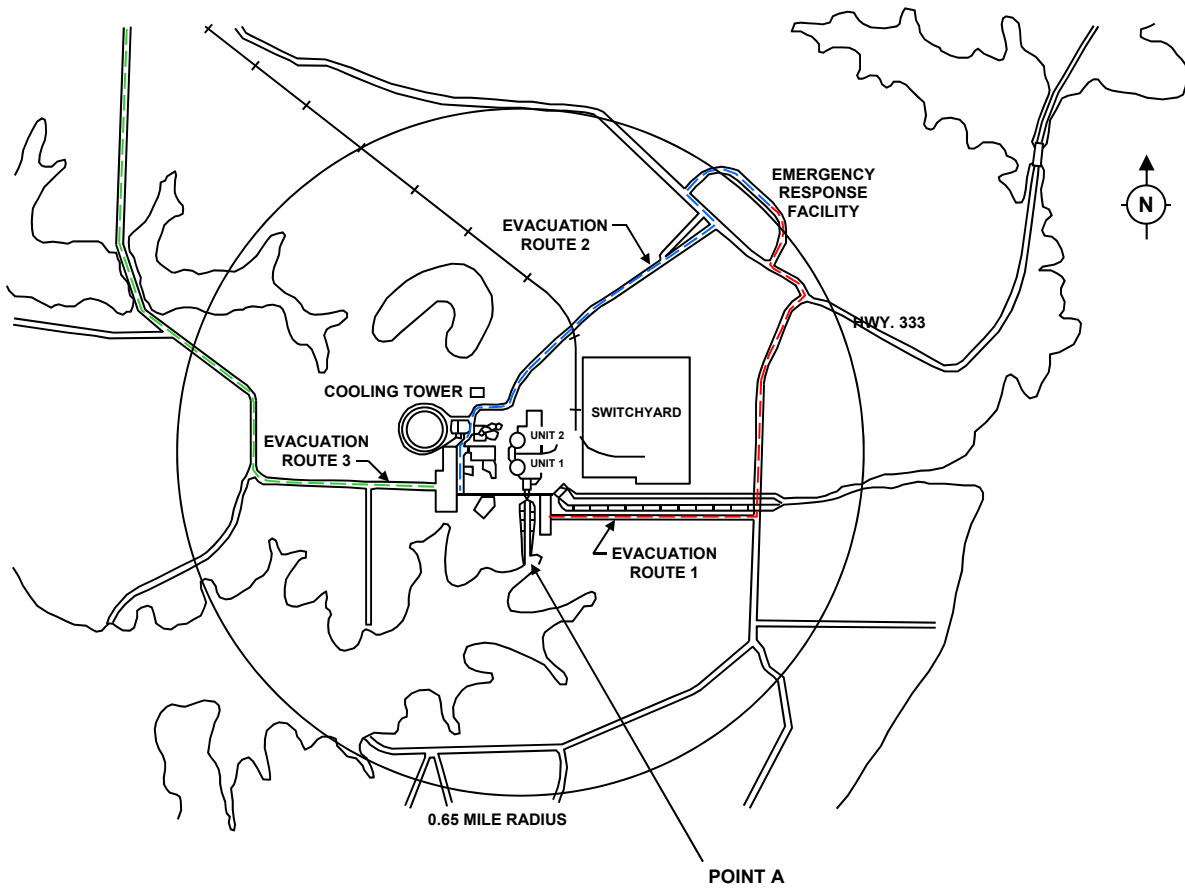 EMERGENCY
RESPONSE
FACILITY
N
EVACUATION
ROUTE 2
HWY. 333
COOLING TOWER
SWITCHYARD
UNIT 2
EVACUATION
ROUTE 3
UNIT 1
EVACUATION
ROUTE 1
0.65 MILE RADIUS
POINT A